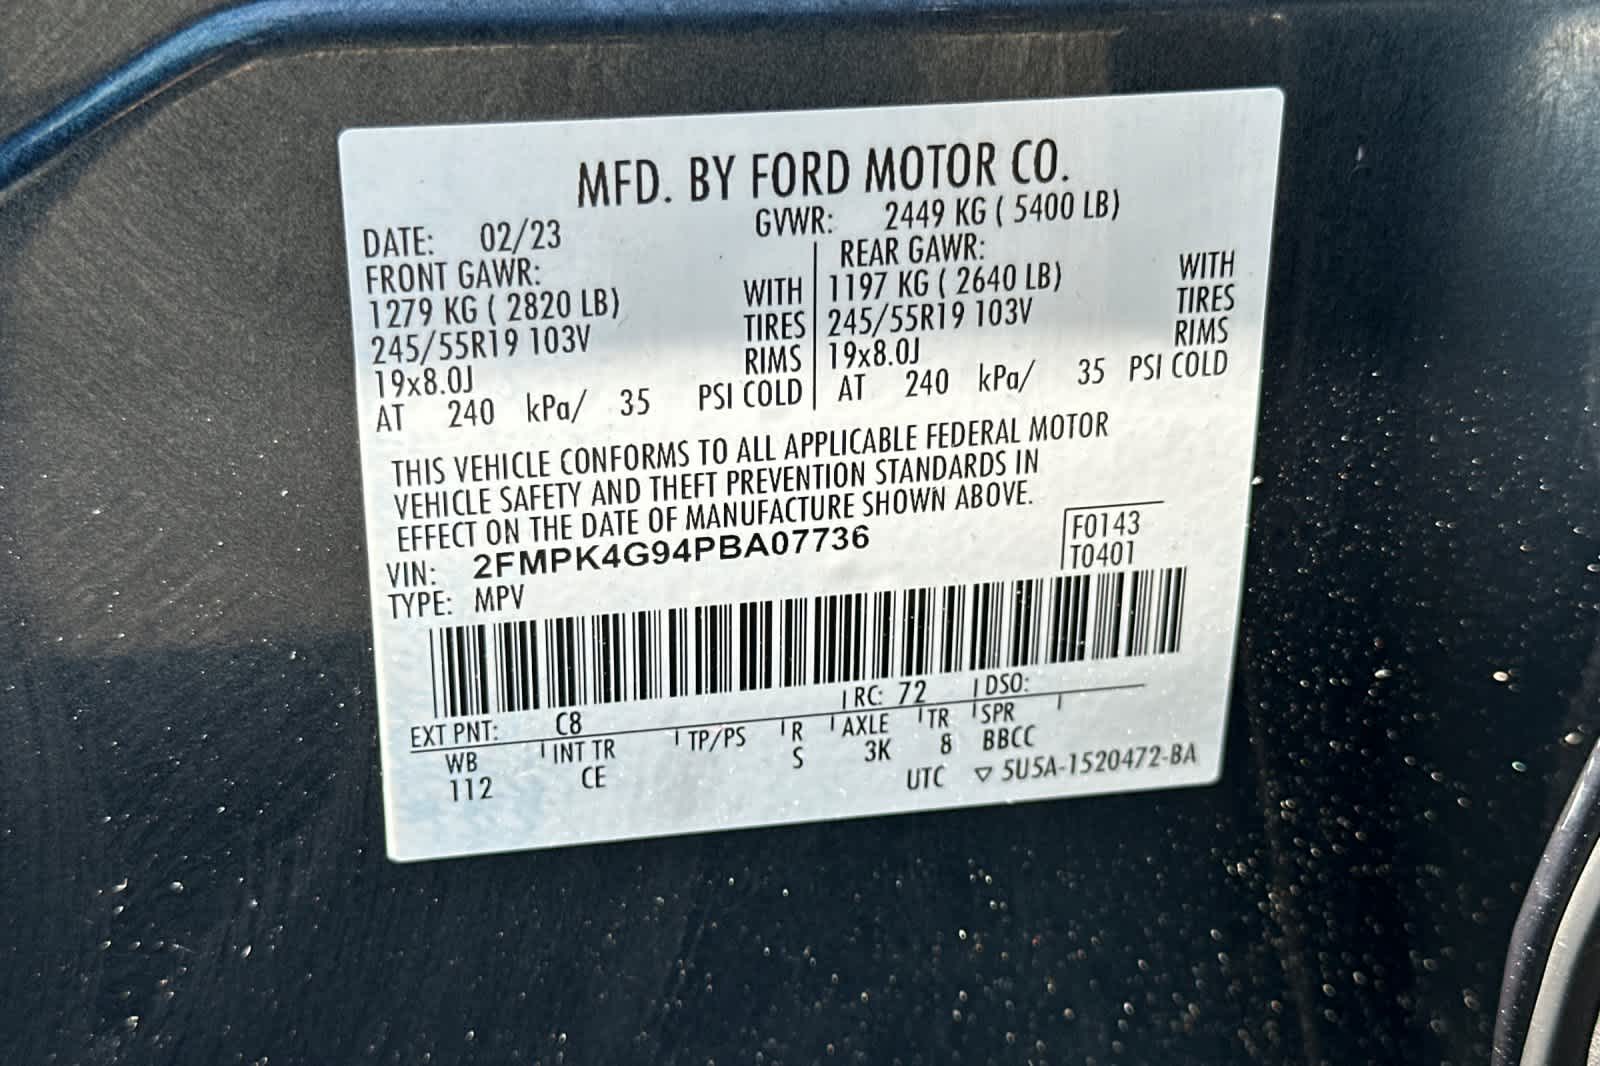 MFD. BY FORD MOTOR CO.
DATE: 02/23 GVWR: 2449 KG ( 5400 LB)
FRONT GAWR: REAR GAWR:
1279 KG ( 2820 LB) WITH 1197 KG ( 2640 LB) WITH
245/55R19 103V TIRES 245/55R19 103V TIRES
19x8.0J RIMS 19x8.0J RIMS
AT 240 kPa/ 35 PSI COLD AT 240 kPa/ 35 PSI COLD
THIS VEHICLE CONFORMS TO ALL APPLICABLE FEDERAL MOTOR
VEHICLE SAFETY AND THEFT PREVENTION STANDARDS IN
EFFECT ON THE DATE OF MANUFACTURE SHOWN ABOVE.
VIN: 2FMPK4G94PBA07736 F0143
TYPE: MPV T0401
EXT PNT: C8 RC: 72 DSO:
WB INT TR TP/PS R AXLE TR SPR
112 CE S 3K 8 BBCC
UTC ▽ 5U5A-1520472-BA